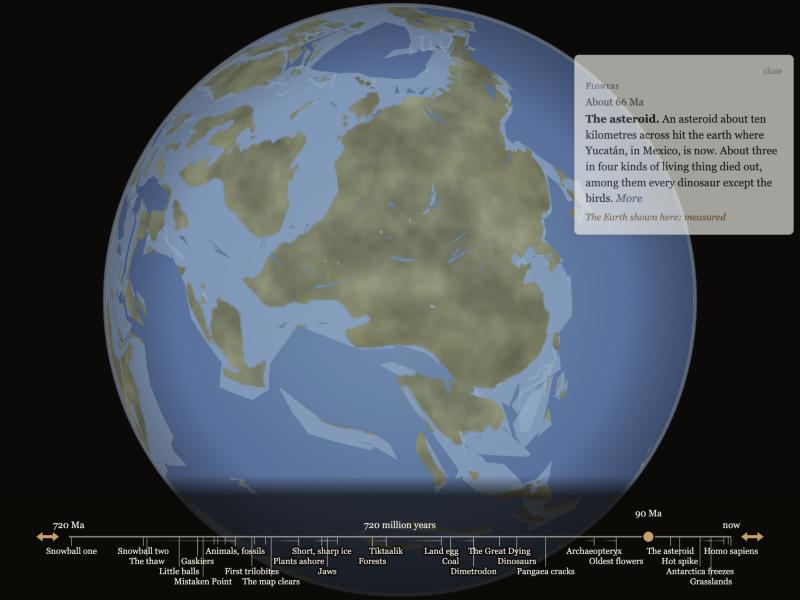 close
Flowers
About 66 Ma
The asteroid. An asteroid about ten
kilometres across hit the earth where
Yucatán, in Mexico, is now. About three
in four kinds of living thing died out,
among them every dinosaur except the
birds. More
The Earth shown here: measured
90 Ma
720 Ma
720 million years
now
Snowball one
Snowball two
Animals, fossils
Short, sharp ice
Tiktaalik
Land egg
The Great Dying
Archaeopteryx
The asteroid
Homo sapiens
The thaw
Gaskiers
Plants ashore
Forests
Coal
Dinosaurs
Oldest flowers
Hot spike
Little balls
First trilobites
Jaws
Dimetrodon
Pangaea cracks
Antarctica freezes
Mistaken Point
The map clears
Grasslands